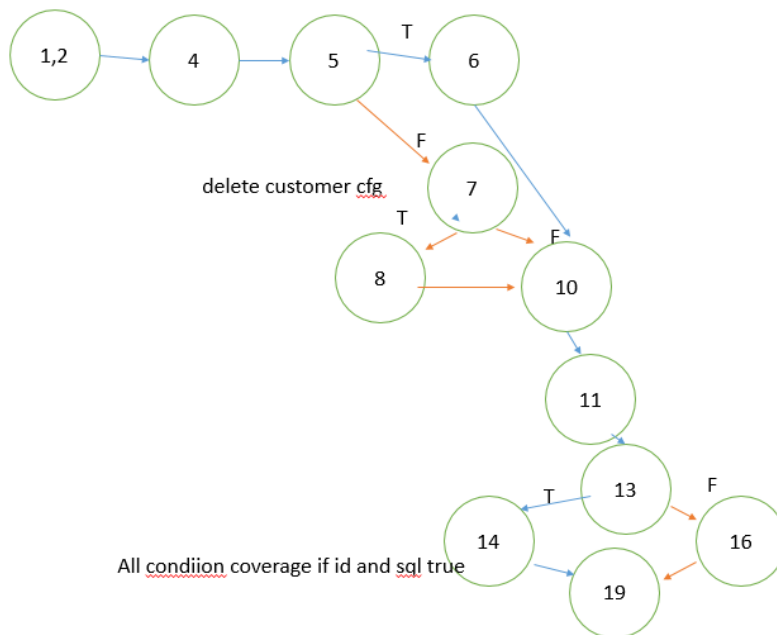 1,2
4
5
T
6
F
7
delete customer cfg
T
F
8
10
11
13
T
F
14
16
All condiion coverage if id and sql true
19